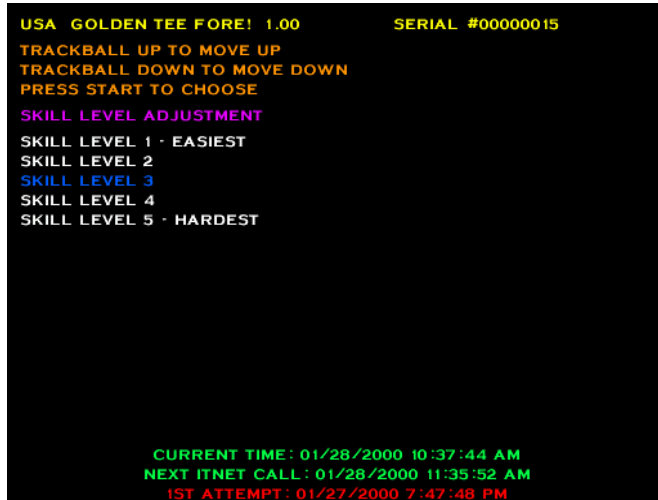 USA GOLDEN TEE FORE! 1.00 SERIAL #00000015
TRACKBALL UP TO MOVE UP
TRACKBALL DOWN TO MOVE DOWN
PRESS START TO CHOOSE
SKILL LEVEL ADJUSTMENT
SKILL LEVEL 1 - EASIEST
SKILL LEVEL 2
SKILL LEVEL 3
SKILL LEVEL 4
SKILL LEVEL 5 - HARDEST
CURRENT TIME: 01/28/2000 10:37:44 AM
NEXT ITNET CALL: 01/28/2000 11:35:52 AM
1ST ATTEMPT: 01/27/2000 7:47:48 PM